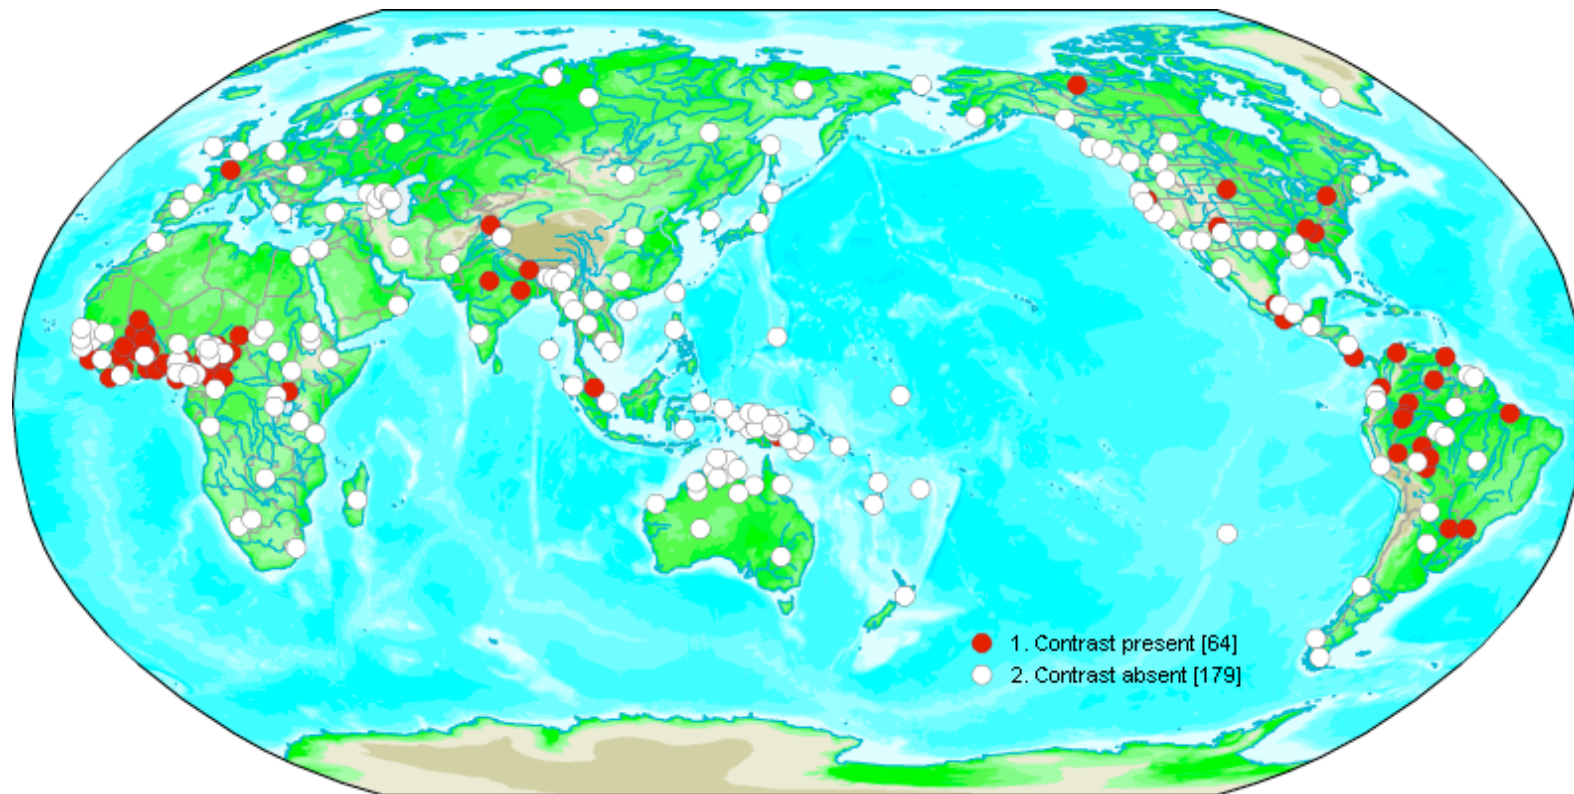 1. Contrast present [64]
2. Contrast absent [179]